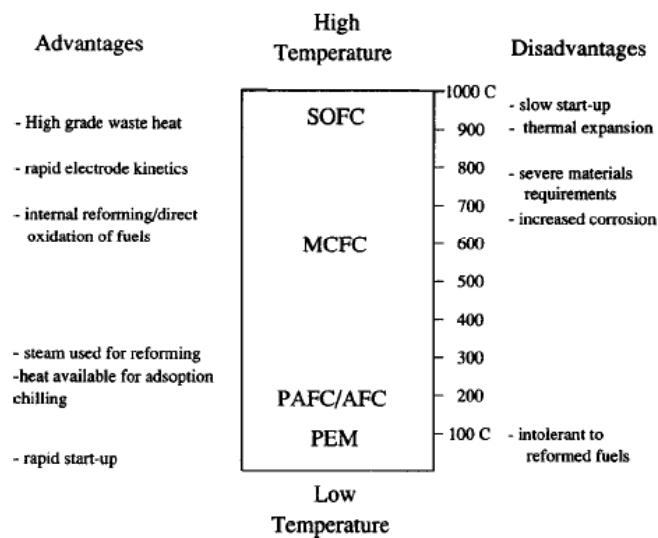 Advantages
High
Temperature
Disadvantages
- High grade waste heat
- rapid electrode kinetics
- internal reforming/direct
oxidation of fuels
- steam used for reforming
-heat available for adsoption
chilling
- rapid start-up
SOFC
MCFC
PAFC/AFC
PEM
1000 C
900
800
700
600
500
400
300
200
100 C
- slow start-up
- thermal expansion
- severe materials
requirements
- increased corrosion
- intolerant to
reformed fuels
Low
Temperature